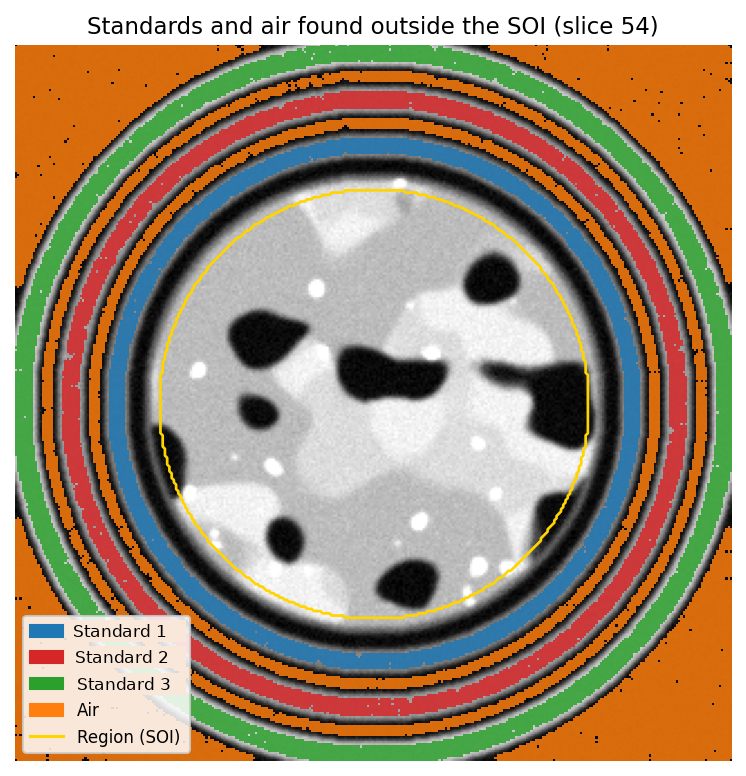 Standards and air found outside the SOI (slice 54)
Standard 1
Standard 2
Standard 3
Air
Region (SOI)